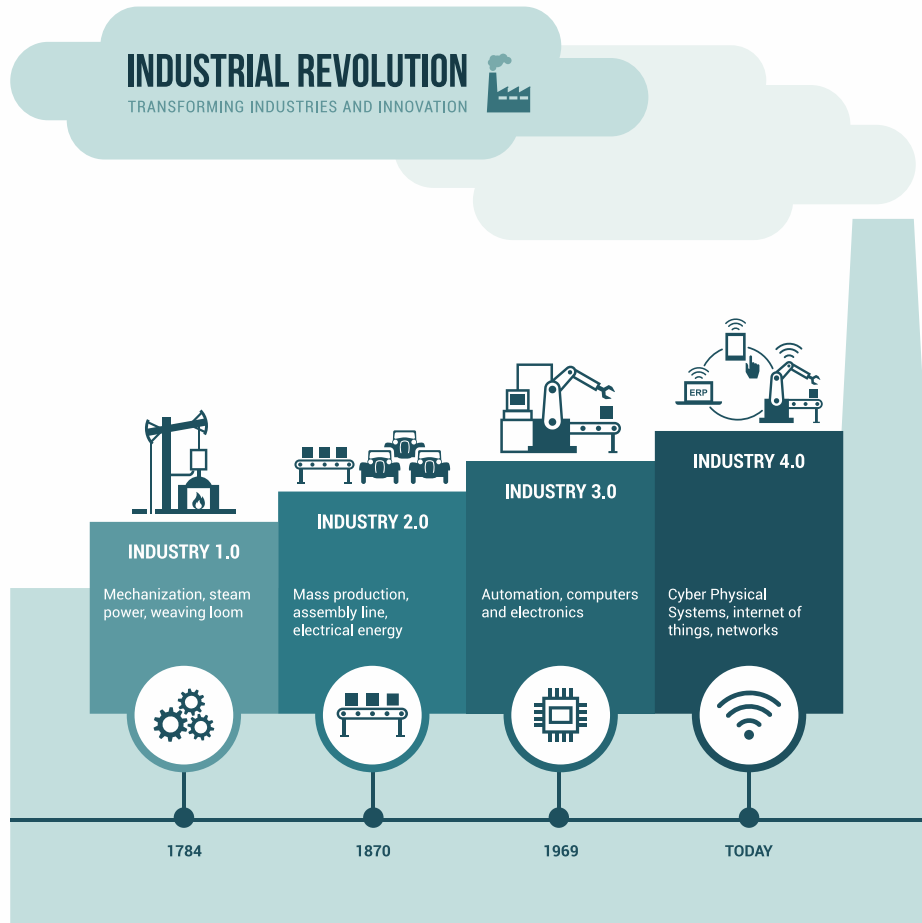 INDUSTRIAL REVOLUTION
TRANSFORMING INDUSTRIES AND INNOVATION
ERP
INDUSTRY 1.0
Mechanization, steam
power, weaving loom
INDUSTRY 2.0
Mass production,
assembly line,
electrical energy
INDUSTRY 3.0
Automation, computers
and electronics
INDUSTRY 4.0
Cyber Physical
Systems, internet of
things, networks
1784
1870
1969
TODAY